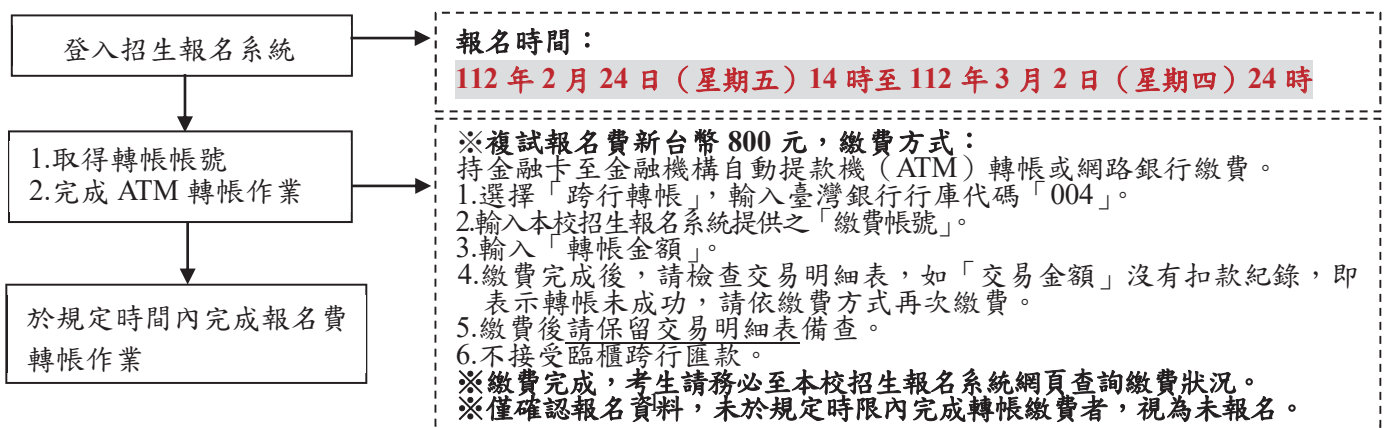 登入招生報名系統
報名時間：
112 年 2 月 24 日（星期五）14 時至 112 年 3 月 2 日（星期四）24 時
1.取得轉帳帳號
2.完成 ATM 轉帳作業
※複試報名費新台幣 800 元，繳費方式：
持金融卡至金融機構自動提款機（ATM）轉帳或網路銀行繳費。
1.選擇「跨行轉帳」，輸入臺灣銀行行庫代碼「004」。
2.輸入本校招生報名系統提供之「繳費帳號」。
3.輸入「轉帳金額」。
4.繳費完成後，請檢查交易明細表，如「交易金額」沒有扣款紀錄，即
表示轉帳未成功，請依繳費方式再次繳費。
5.繳費後請保留交易明細表備查。
6.不接受臨櫃跨行匯款。
※繳費完成，考生請務必至本校招生報名系統網頁查詢繳費狀況。
※僅確認報名資料，未於規定時限內完成轉帳繳費者，視為未報名。
於規定時間內完成報名費
轉帳作業